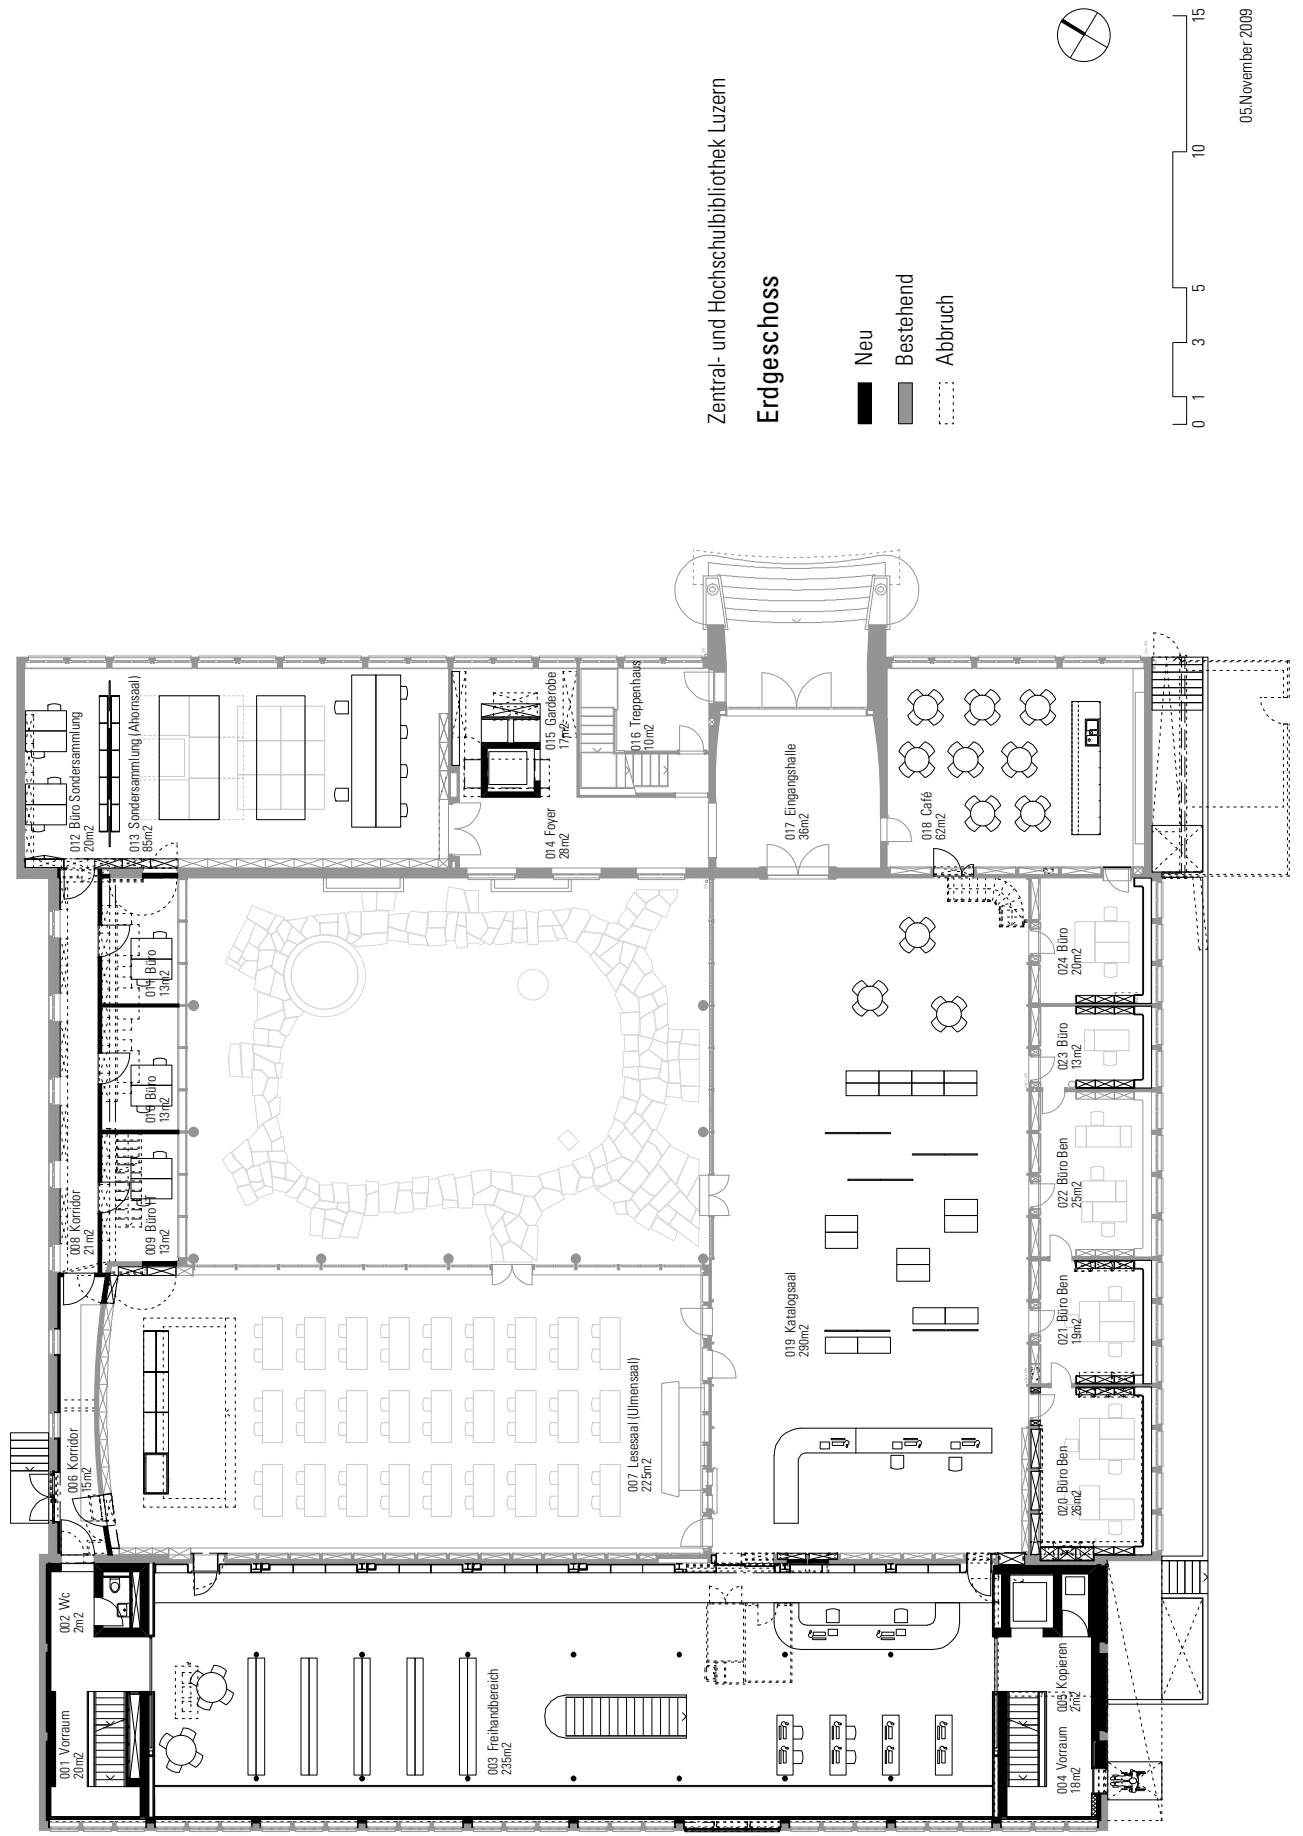 Zentral- und Hochschulbibliothek Luzern
Erdgeschoss
Neu
Bestehend
Abbruch
0 1 3 5 10 15
05.November 2009
001 Vorraum
20m2
002 Wc
2m2
003 Freihandbereich
235m2
004 Vorraum
18m2
005 Kopieren
2m2
006 Korridor
15m2
007 Lesesaal (Ulmensaal)
225m2
008 Korridor
21m2
009 Büro IT
13m2
010 Büro
13m2
011 Büro
13m2
012 Büro Sondersammlung
20m2
013 Sondersammlung (Ahornsaal)
85m2
014 Foyer
28m2
015 Garderobe
17m2
016 Treppenhaus
10m2
017 Eingangshalle
36m2
018 Café
62m2
019 Katalogsaal
290m2
020 Büro Ben
26m2
021 Büro Ben
19m2
022 Büro Ben
25m2
023 Büro
13m2
024 Büro
20m2